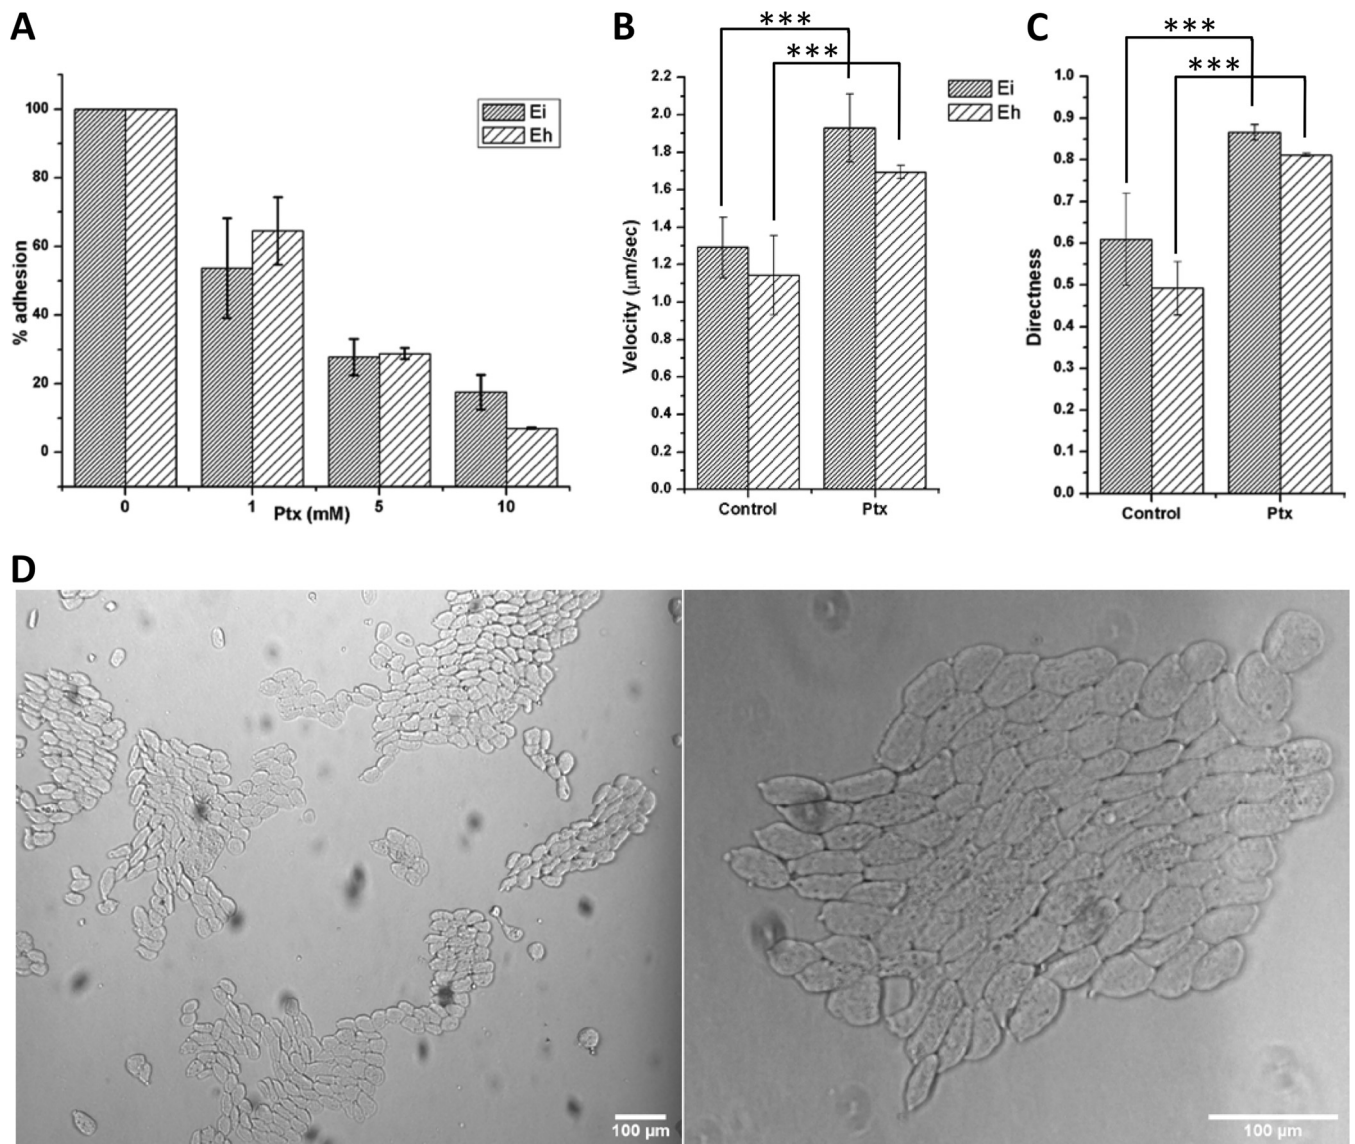 A
B
C
***
***
***
***
% adhesion
100
80
60
40
20
0
0
1
5
10
Ptx (mM)
Ei
Eh
Velocity (µm/sec)
2.2
2.0
1.8
1.6
1.4
1.2
1.0
0.8
0.6
0.4
0.2
0.0
Control
Ptx
Ei
Eh
Directness
1.0
0.9
0.8
0.7
0.6
0.5
0.4
0.3
0.2
0.1
0.0
Control
Ptx
D
100 µm
100 µm